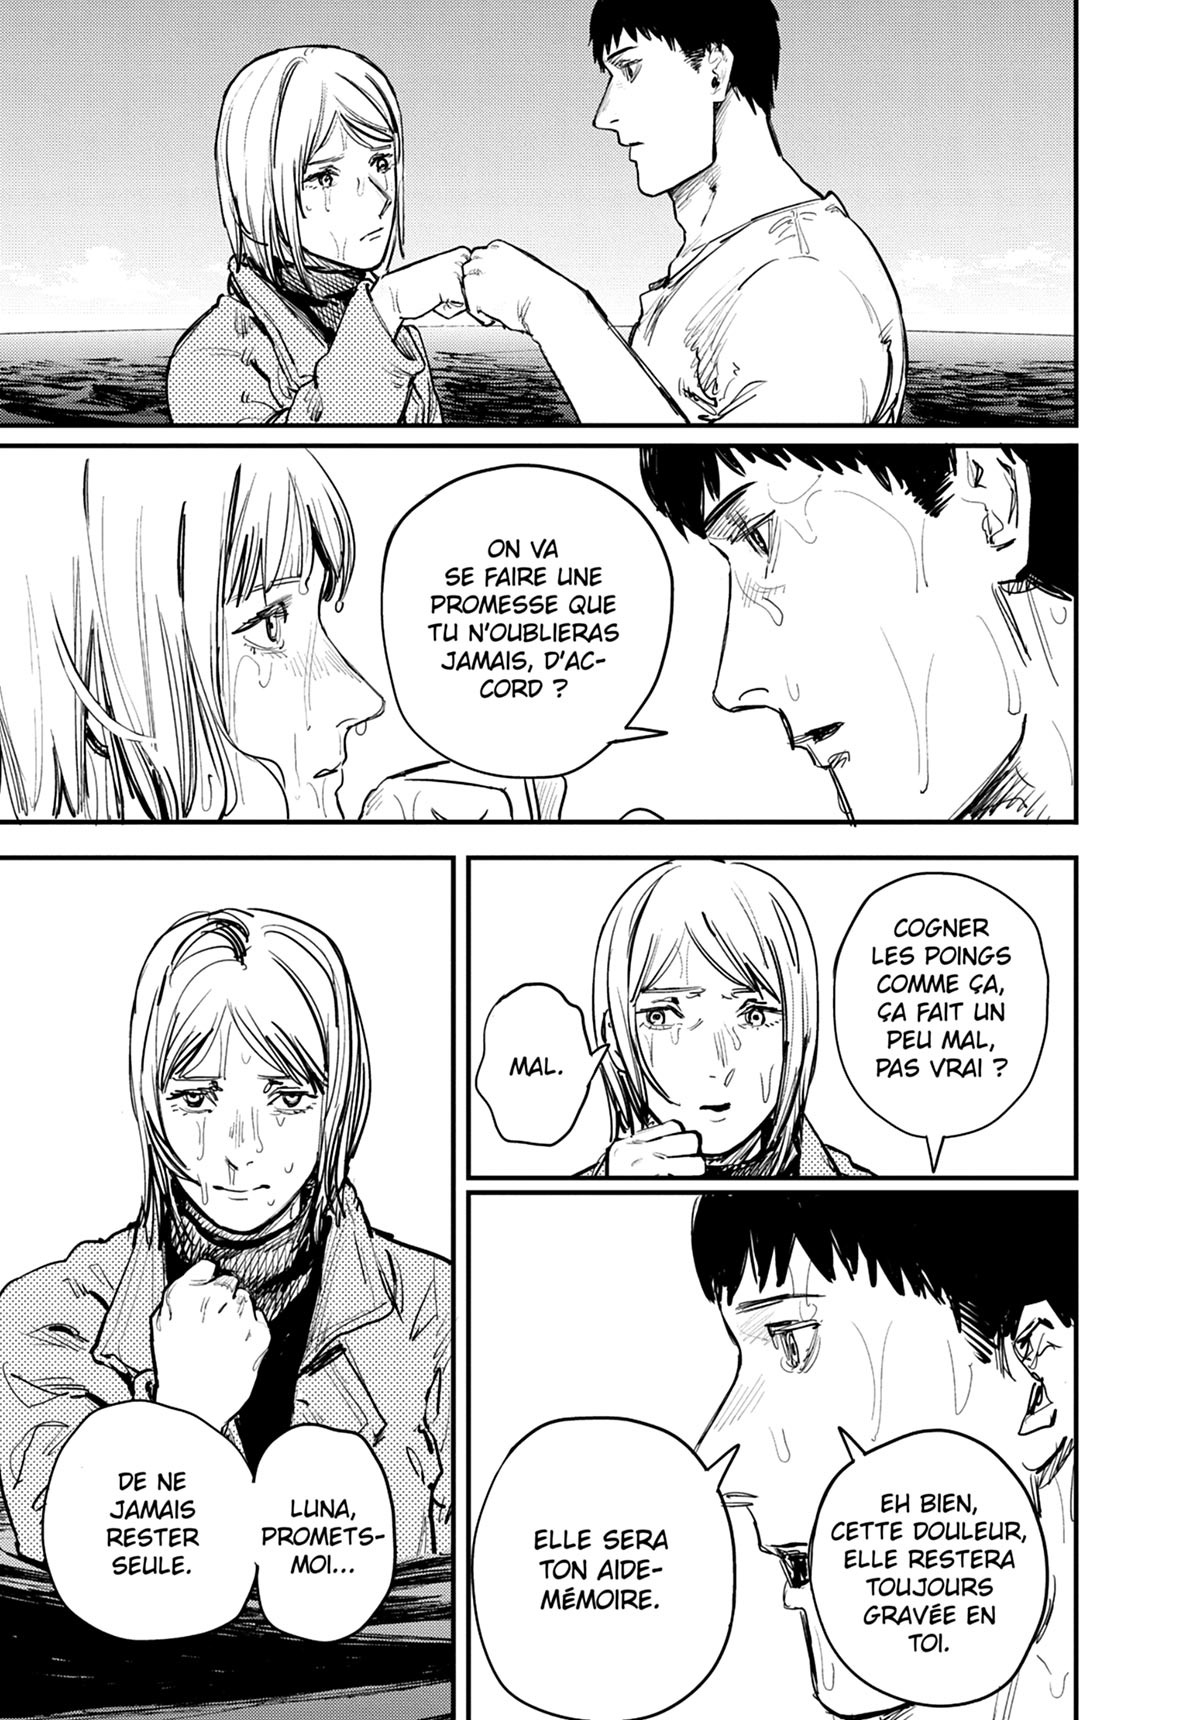 ON VA
SE FAIRE UNE
PROMESSE QUE
TU N'OUBLIERAS
JAMAIS, D'AC-
CORD ?
COGNER
LES POINGS
COMME ÇA,
ÇA FAIT UN
PEU MAL,
PAS VRAI ?
MAL.
EH BIEN,
CETTE DOULEUR,
ELLE RESTERA
TOUJOURS
GRAVÉE EN
TOI.
ELLE SERA
TON AIDE-
MÉMOIRE.
LUNA,
PROMETS-
MOI...
DE NE
JAMAIS
RESTER
SEULE.